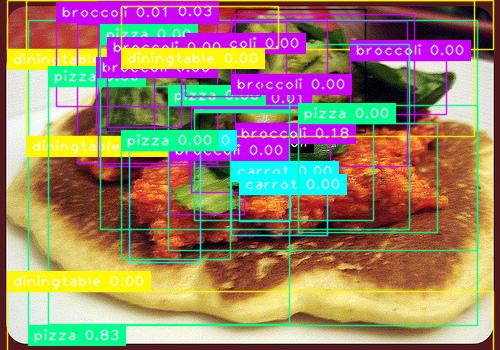 broccoli 0.01 0.03
pizza 0.00
broccoli
coli 0.00
broccoli 0.00
diningtable
diningtable 0.00
broccoli 0.00
pizza
broccoli 0.00
pizza
0.01
pizza 0.00
broccoli 0.18
pizza 0.00 0
diningtable
broccoli 0.00
carrot 0.00
carrot 0.00
diningtable 0.00
pizza 0.83